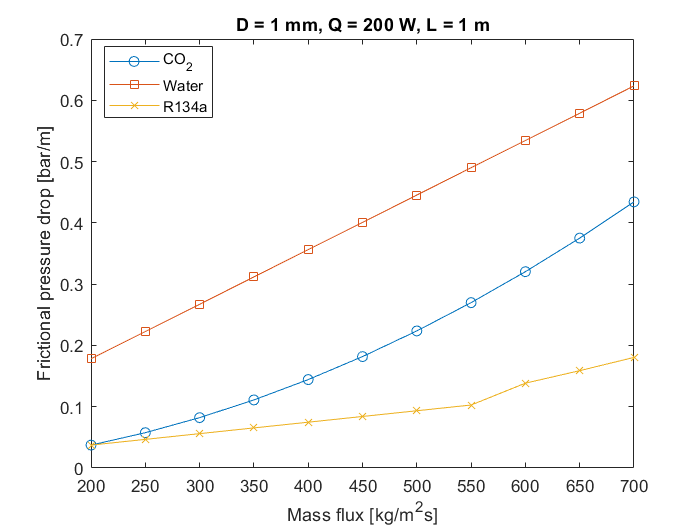 D = 1 mm, Q = 200 W, L = 1 m
CO₂
Water
R134a
Frictional pressure drop [bar/m]
0.7
0.6
0.5
0.4
0.3
0.2
0.1
0
200 250 300 350 400 450 500 550 600 650 700
Mass flux [kg/m²s]